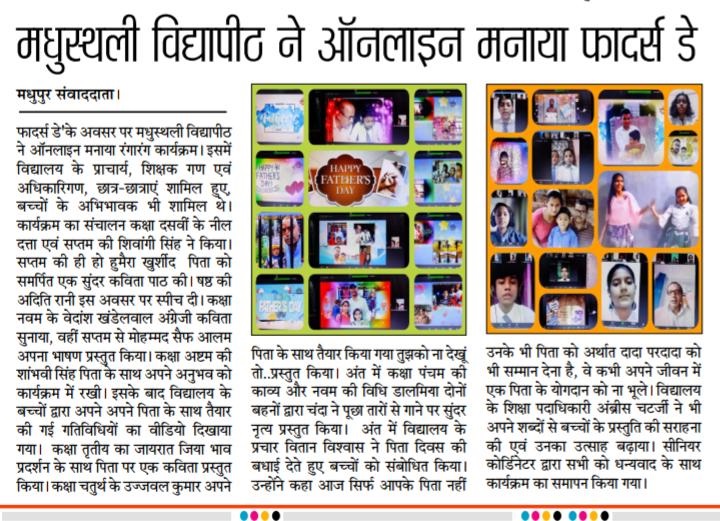 मधुस्थली विद्यापीठ ने ऑनलाइन मनाया फादर्स डे
मधुपुर संवाददाता।
फादर्स डे'के अवसर पर मधुस्थली विद्यापीठ
ने ऑनलाइन मनाया रंगारंग कार्यक्रम। इसमें
विद्यालय के प्राचार्य, शिक्षक गण एवं
अधिकारिगण, छात्र-छात्राएं शामिल हुए,
बच्चों के अभिभावक भी शामिल थे।
कार्यक्रम का संचालन कक्षा दसवीं के नील
दत्ता एवं सप्तम की शिवांगी सिंह ने किया।
सप्तम की ही हो हुमैरा खुर्शीद पिता को
समर्पित एक सुंदर कविता पाठ की। षष्ठ की
अदिति रानी इस अवसर पर स्पीच दी। कक्षा
नवम के वेदांश खंडेलवाल अंग्रेजी कविता
सुनाया, वहीं सप्तम से मोहम्मद सैफ आलम
अपना भाषण प्रस्तुत किया। कक्षा अष्टम की
शांभवी सिंह पिता के साथ अपने अनुभव को
कार्यक्रम में रखी। इसके बाद विद्यालय के
बच्चों द्वारा अपने अपने पिता के साथ तैयार
की गई गतिविधियों का वीडियो दिखाया
गया। कक्षा तृतीय का जायरात जिया भाव
प्रदर्शन के साथ पिता पर एक कविता प्रस्तुत
किया। कक्षा चतुर्थ के उज्जवल कुमार अपने
HAPPY
FATHER'S
DAY
FATHER'S DAY
पिता के साथ तैयार किया गया तुझको ना देखूं
तो..प्रस्तुत किया। अंत में कक्षा पंचम की
काव्य और नवम की विधि डालमिया दोनों
बहनों द्वारा चंदा ने पूछा तारों से गाने पर सुंदर
नृत्य प्रस्तुत किया। अंत में विद्यालय के
प्रचार वितान विश्वास ने पिता दिवस की
बधाई देते हुए बच्चों को संबोधित किया।
उन्होंने कहा आज सिर्फ आपके पिता नहीं
उनके भी पिता को अर्थात दादा परदादा को
भी सम्मान देना है, वे कभी अपने जीवन में
एक पिता के योगदान को ना भूले। विद्यालय
के शिक्षा पदाधिकारी अंब्रीस चटर्जी ने भी
अपने शब्दों से बच्चों के प्रस्तुति की सराहना
की एवं उनका उत्साह बढ़ाया। सीनियर
कोर्डिनेटर द्वारा सभी को धन्यवाद के साथ
कार्यक्रम का समापन किया गया।